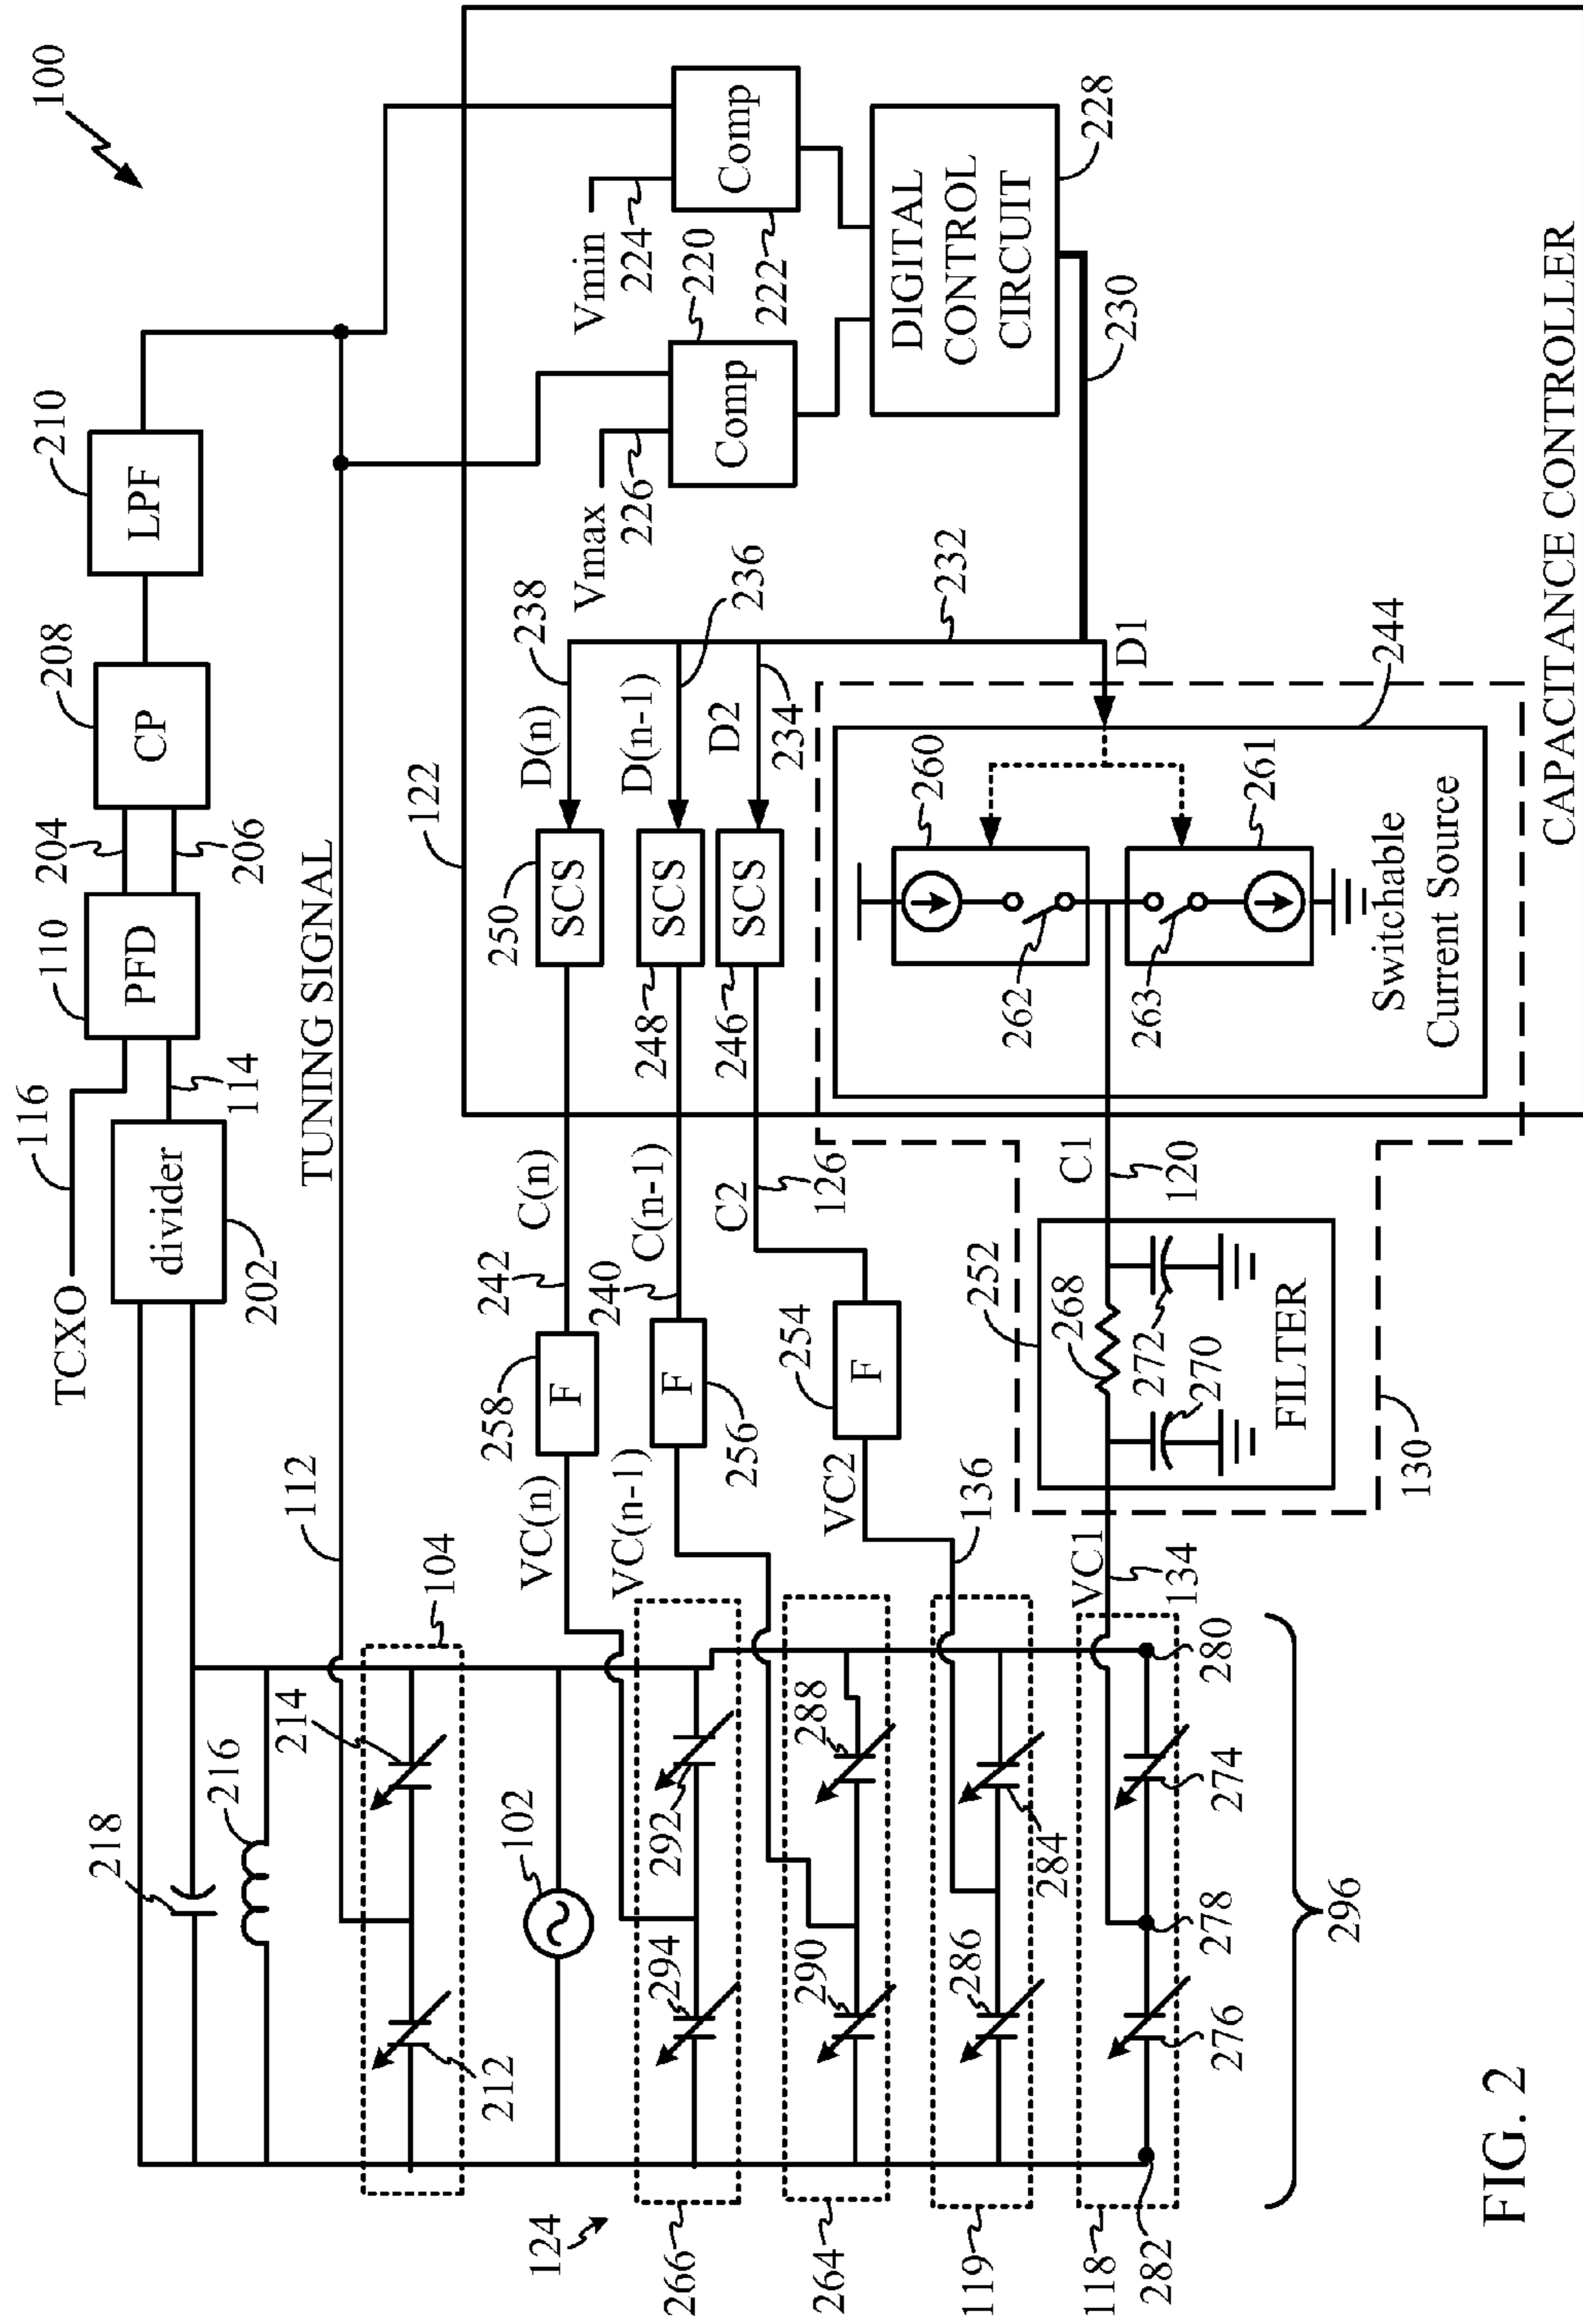 100
TCXO
116
divider
202
114
110
PFD
204
206
208
CP
210
LPF
TUNING SIGNAL
112
122
218
216
104
214
212
102
124
Vmin
224
Vmax
226
220
Comp
222
Comp
DIGITAL
CONTROL
CIRCUIT
228
230
232
D(n)
238
D(n-1)
236
D2
234
D1
250
SCS
248
SCS
246
SCS
C(n)
242
C(n-1)
240
C2
126
258
F
256
F
254
F
VC(n)
VC(n-1)
VC2
136
VC1
134
C1
120
260
261
262
263
Switchable
Current Source
244
CAPACITANCE CONTROLLER
252
268
272
270
FILTER
130
294
292
266
290
288
264
286
284
119
276
274
118
282
278
280
296
FIG. 2